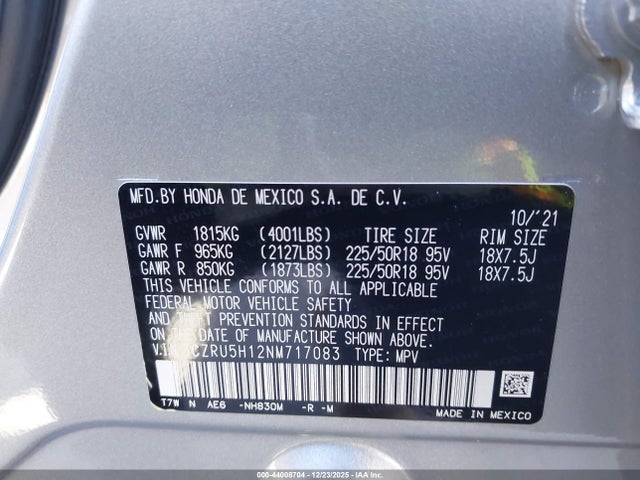 MFD.BY HONDA DE MEXICO S.A. DE C.V.
10/'21
GVWR 1815KG (4001LBS) TIRE SIZE RIM SIZE
GAWR F 965KG (2127LBS) 225/50R18 95V 18X7.5J
GAWR R 850KG (1873LBS) 225/50R18 95V 18X7.5J
THIS VEHICLE CONFORMS TO ALL APPLICABLE
FEDERAL MOTOR VEHICLE SAFETY
AND THEFT PREVENTION STANDARDS IN EFFECT
ON THE DATE OF MANUFACTURE SHOWN ABOVE.
CZRU5H12NM717083 TYPE: MPV
T7W N AE6 -NH830M -R -M
MADE IN MEXICO
000-44008704 - 12/23/2025 - IAAI.COM